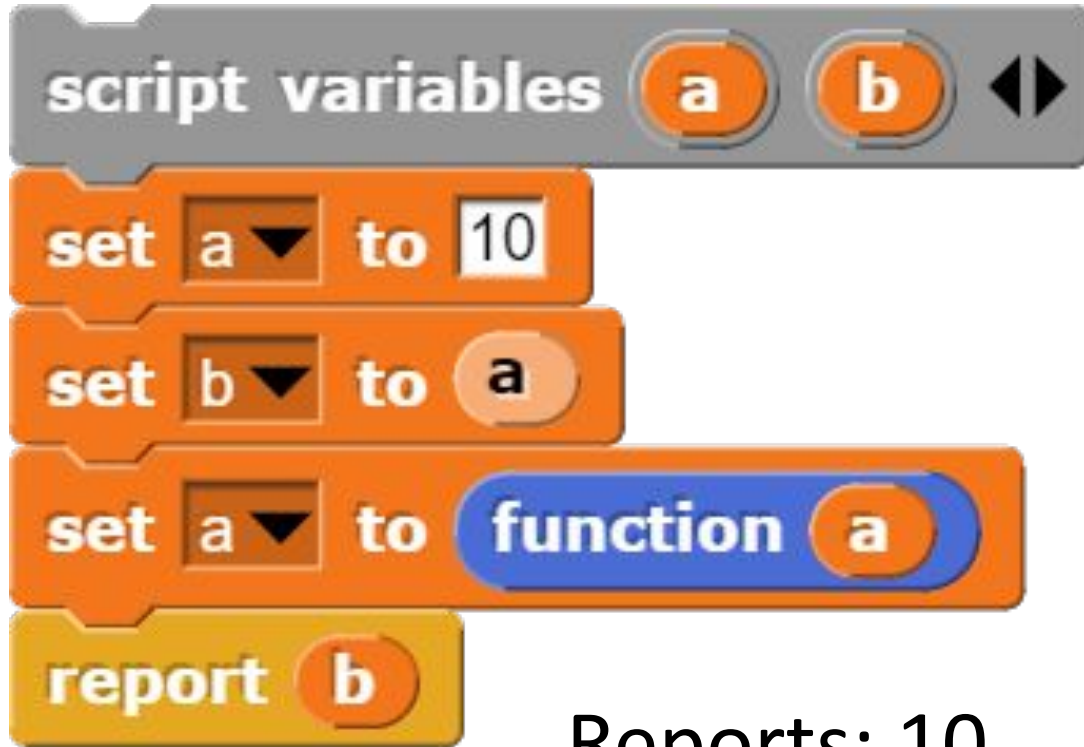 script variables a b
set a to 10
set b to a
set a to function a
report b
Reports: 10